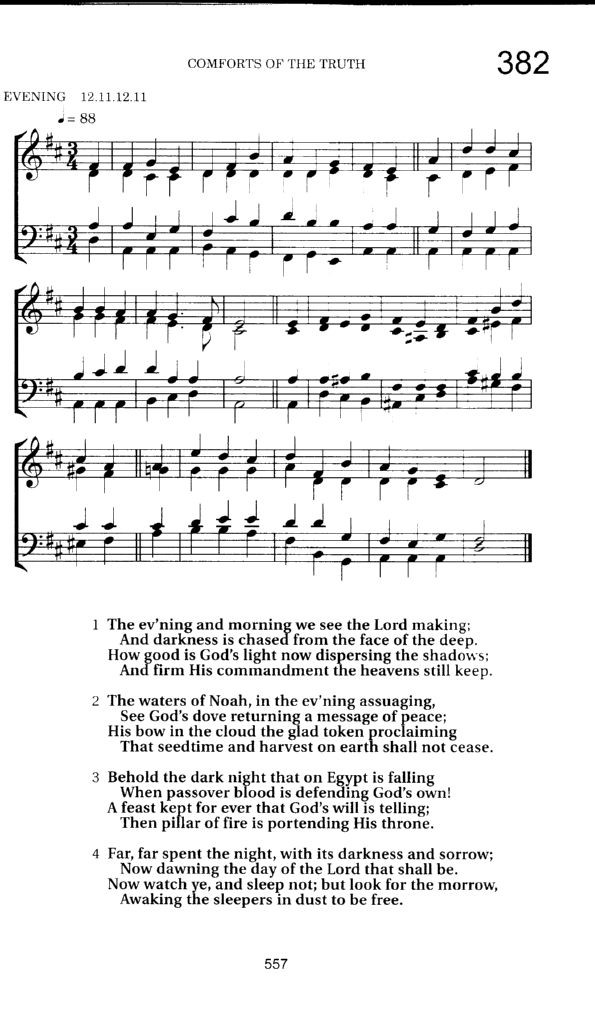 COMFORTS OF THE TRUTH
382
EVENING 12.11.12.11
♩= 88
1 The ev'ning and morning we see the Lord making;
And darkness is chased from the face of the deep.
How good is God's light now dispersing the shadows;
And firm His commandment the heavens still keep.
2 The waters of Noah, in the ev'ning assuaging,
See God's dove returning a message of peace;
His bow in the cloud the glad token proclaiming
That seedtime and harvest on earth shall not cease.
3 Behold the dark night that on Egypt is falling
When passover blood is defending God's own!
A feast kept for ever that God's will is telling;
Then pillar of fire is portending His throne.
4 Far, far spent the night, with its darkness and sorrow;
Now dawning the day of the Lord that shall be.
Now watch ye, and sleep not; but look for the morrow,
Awaking the sleepers in dust to be free.
557